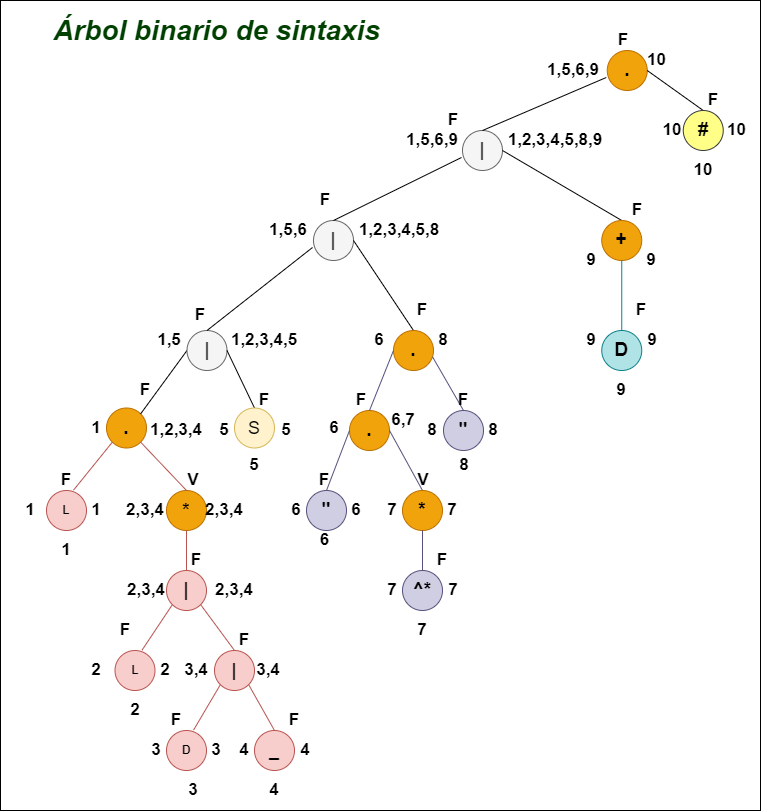 Árbol binario de sintaxis
F
1,5,6,9 . 10
F
10 # 10
10
F
1,5,6,9 | 1,2,3,4,5,8,9
F
1,5,6 | 1,2,3,4,5,8
F
9 + 9
F
1,5 | 1,2,3,4,5
F
6 . 8
F
9 D 9
9
F
1 . 1,2,3,4
F
5 S 5
5
F
6 . 6,7
F
8 " 8
8
F
1 L 1
1
V
2,3,4 * 2,3,4
F
6 " 6
6
V
7 * 7
F
2,3,4 | 2,3,4
F
7 ^* 7
7
F
2 L 2
2
F
3,4 | 3,4
F
3 D 3
3
F
4 _ 4
4